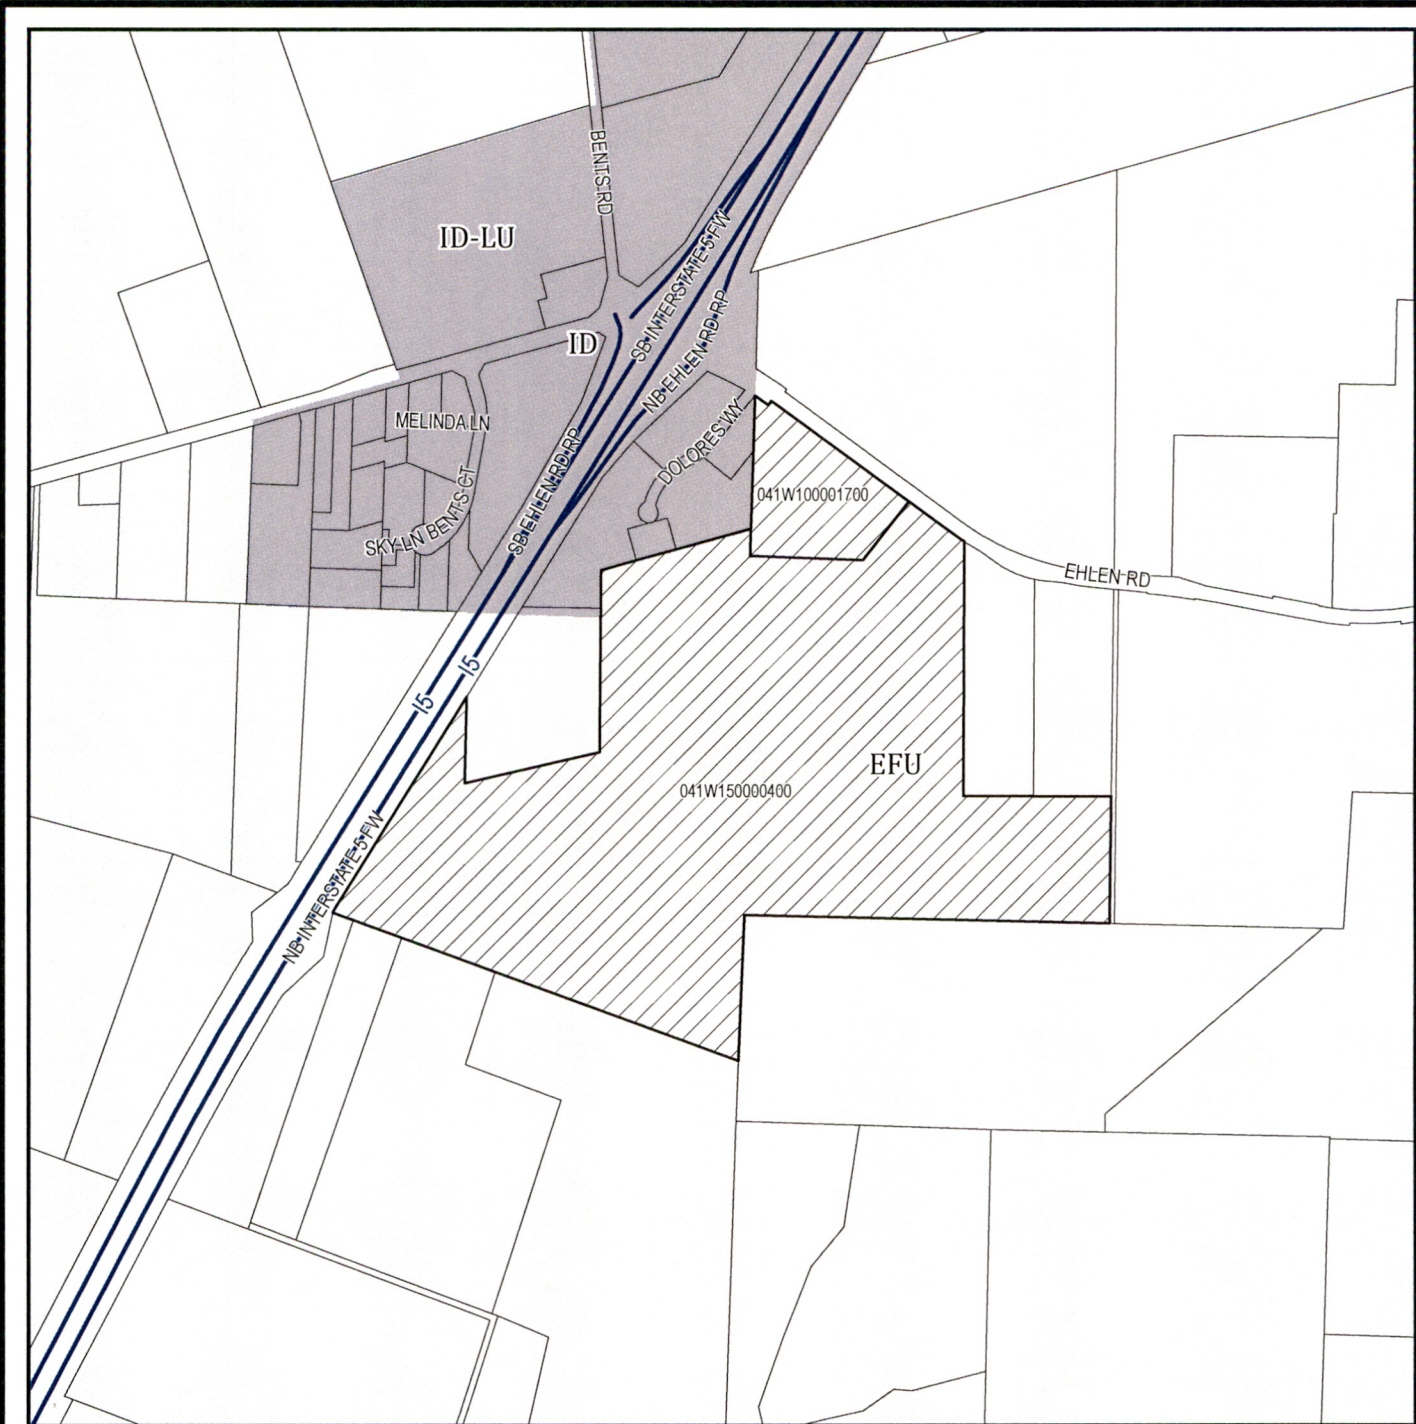 BENTS RD
ID-LU
SB INTERSTATE 5 FW
ID
NB EHLEN RD RP
MELINDA LN
DOLORES WY
SB EHLEN RD RP
SKY LN BENTS CT
041W100001700
EHLEN RD
I5
I5
EFU
041W150000400
NB INTERSTATE 5 FW